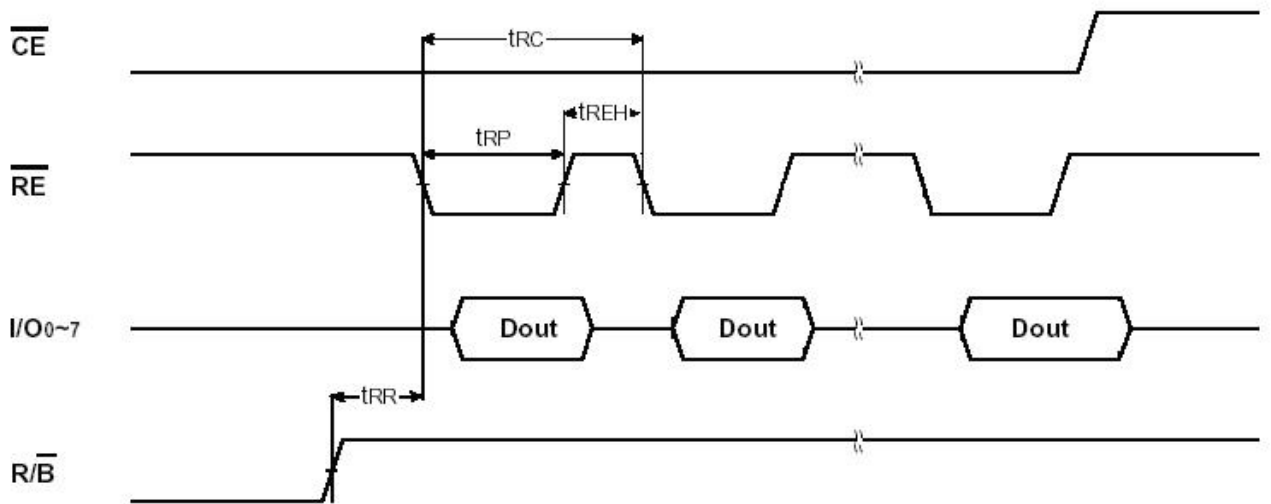 CE
tRC
tREH
tRP
RE
I/O0~7
Dout
Dout
Dout
tRR
R/B